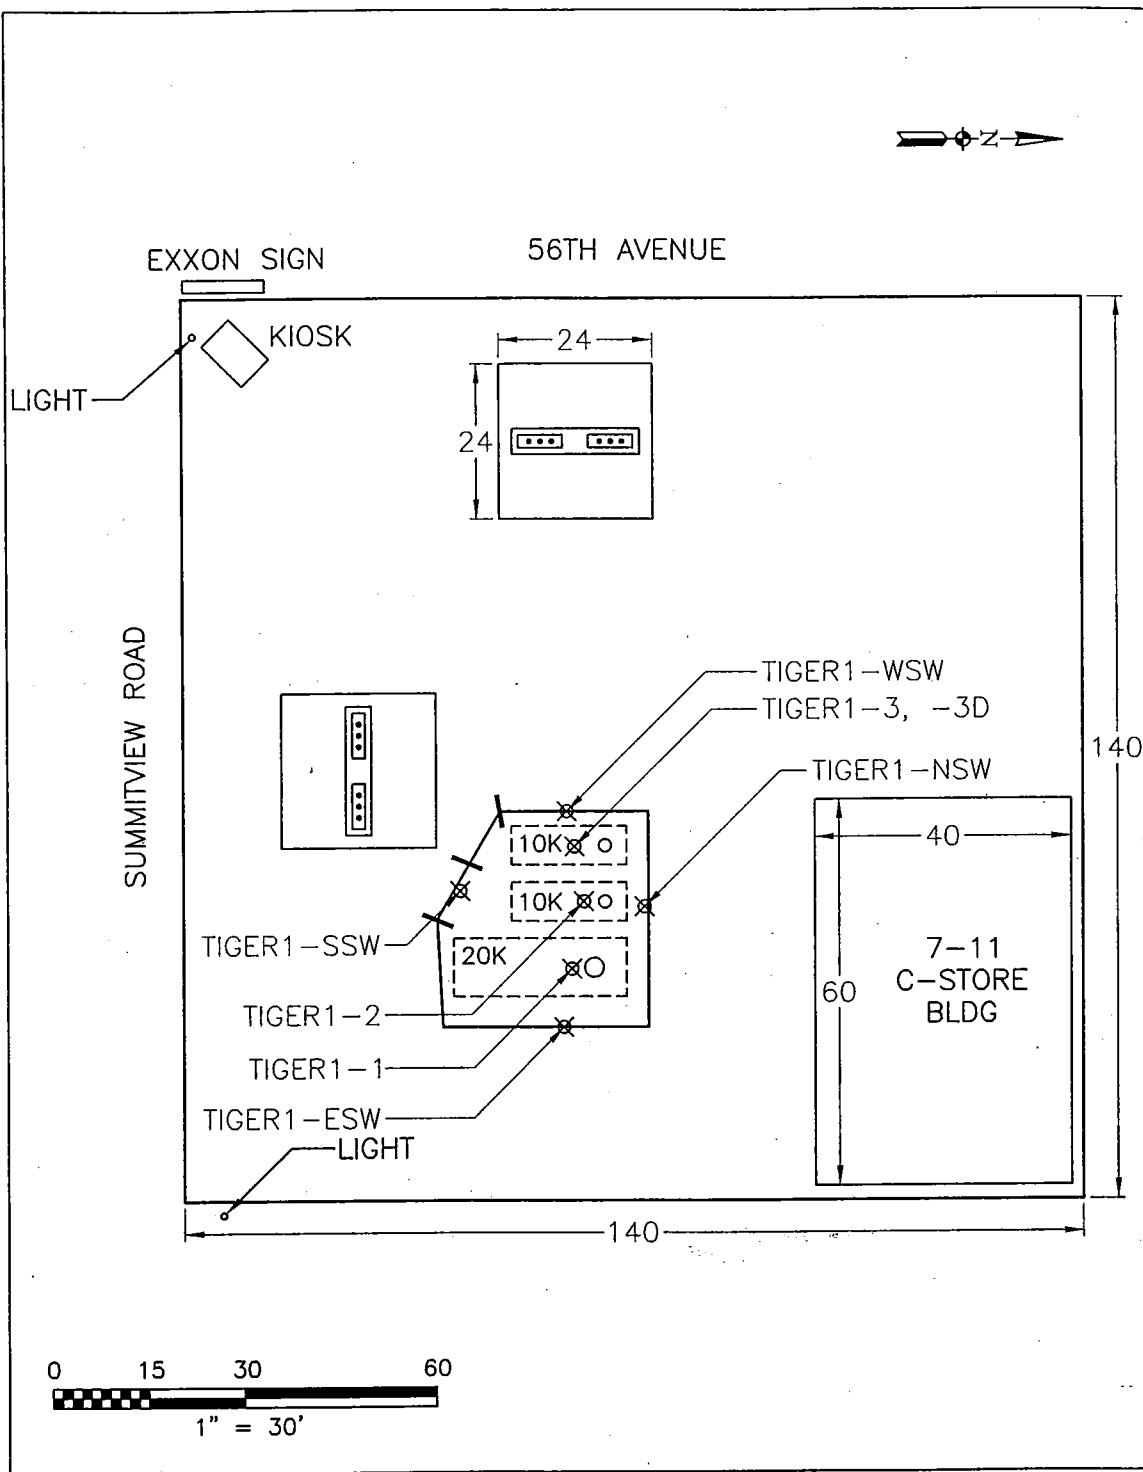 N
56TH AVENUE
EXXON SIGN
KIOSK
24
LIGHT
24
SUMMITVIEW ROAD
TIGER1-WSW
TIGER1-3, -3D
140
TIGER1-NSW
10K
40
10K
TIGER1-SSW
20K
7-11
C-STORE
BLDG
60
TIGER1-2
TIGER1-1
TIGER1-ESW
LIGHT
140
0 15 30 60
1" = 30'